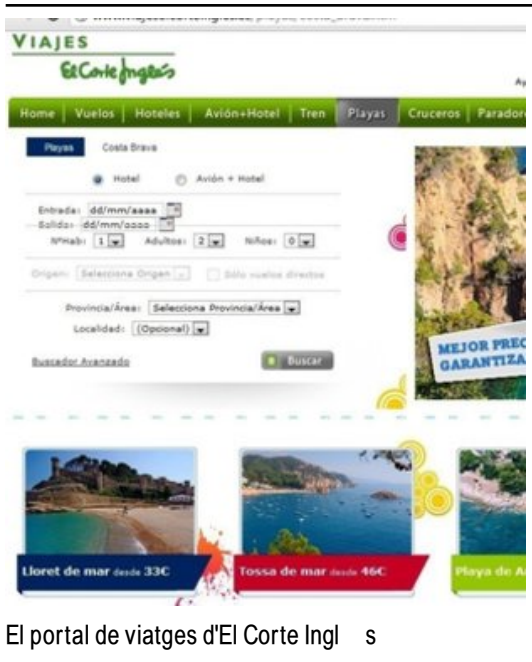 VIAJES
El Corte Inglés
Home Vuelos Hoteles Avión+Hotel Tren Playas Cruceros
Playas Costa Brava
Hotel Avión + Hotel
Entrada: dd/mm/aaaa
Salida: dd/mm/aaaa
NºHab: 1 Adultos: 2 Niños: 0
Origen: Selecciona Origen Sólo vuelos directos
Provincia/Área: Selecciona Provincia/Área
Localidad: (Opcional)
Buscador Avanzado Buscar
MEJOR
Lloret de mar desde 33€ Tossa de mar desde 46€ Playa de
El portal de viatges d'El Corte Ingl s